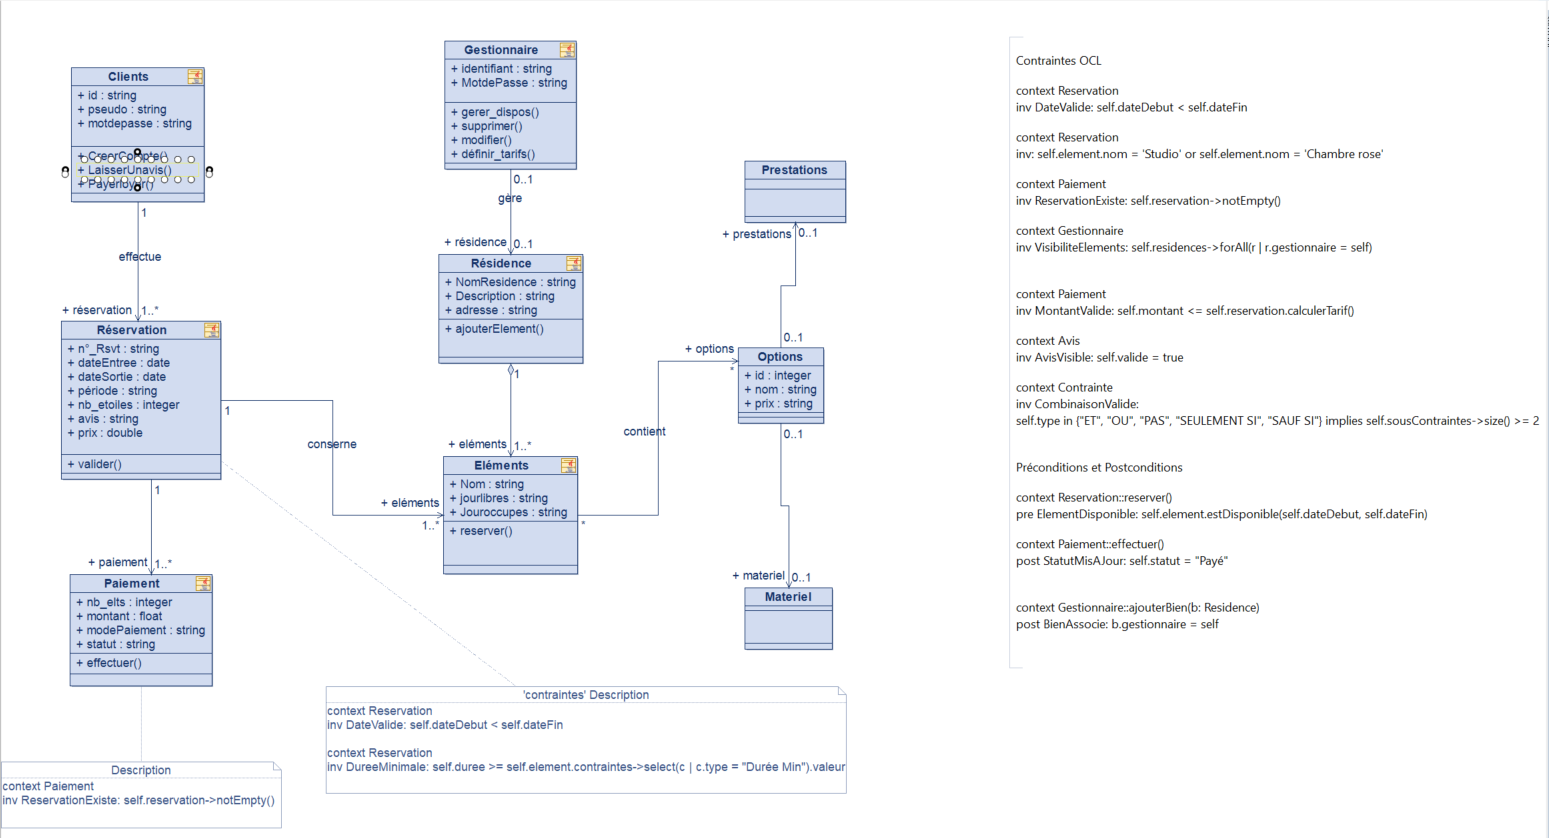 Clients
+ id : string
+ pseudo : string
+ motdepasse : string
+ CreerCompte()
+ LaisserUnavis()
+ Payerloyer()
1
effectue
+ réservation
1..*
Réservation
+ n°_Rsvt : string
+ dateEntree : date
+ dateSortie : date
+ période : string
+ nb_etoiles : integer
+ avis : string
+ prix : double
+ valider()
1
conserne
+ eléments
1..*
1
+ paiement
1..*
Paiement
+ nb_elts : integer
+ montant : float
+ modePaiement : string
+ statut : string
+ effectuer()
Description
context Paiement
inv ReservationExiste: self.reservation->notEmpty()
Gestionnaire
+ identifiant : string
+ MotdePasse : string
+ gerer_dispos()
+ supprimer()
+ modifier()
+ définir_tarifs()
0..1
gère
+ résidence
0..1
Résidence
+ NomResidence : string
+ Description : string
+ adresse : string
+ ajouterElement()
1
+ eléments
1..*
Eléments
+ Nom : string
+ jourlibres : string
+ Jouroccupes : string
+ reserver()
*
contient
+ options
*
Prestations
+ prestations
0..1
0..1
Options
+ id : integer
+ nom : string
+ prix : string
0..1
+ materiel
0..1
Materiel
'contraintes' Description
context Reservation
inv DateValide: self.dateDebut < self.dateFin
context Reservation
inv DureeMinimale: self.duree >= self.element.contraintes->select(c | c.type = "Durée Min").valeur
Contraintes OCL
context Reservation
inv DateValide: self.dateDebut < self.dateFin
context Reservation
inv: self.element.nom = 'Studio' or self.element.nom = 'Chambre rose'
context Paiement
inv ReservationExiste: self.reservation->notEmpty()
context Gestionnaire
inv VisibiliteElements: self.residences->forAll(r | r.gestionnaire = self)
context Paiement
inv MontantValide: self.montant <= self.reservation.calculerTarif()
context Avis
inv AvisVisible: self.valide = true
context Contrainte
inv CombinaisonValide:
self.type in {"ET", "OU", "PAS", "SEULEMENT SI", "SAUF SI"} implies self.sousContraintes->size() >= 2
Préconditions et Postconditions
context Reservation::reserver()
pre ElementDisponible: self.element.estDisponible(self.dateDebut, self.dateFin)
context Paiement::effectuer()
post StatutMisAJour: self.statut = "Payé"
context Gestionnaire::ajouterBien(b: Residence)
post BienAssocie: b.gestionnaire = self